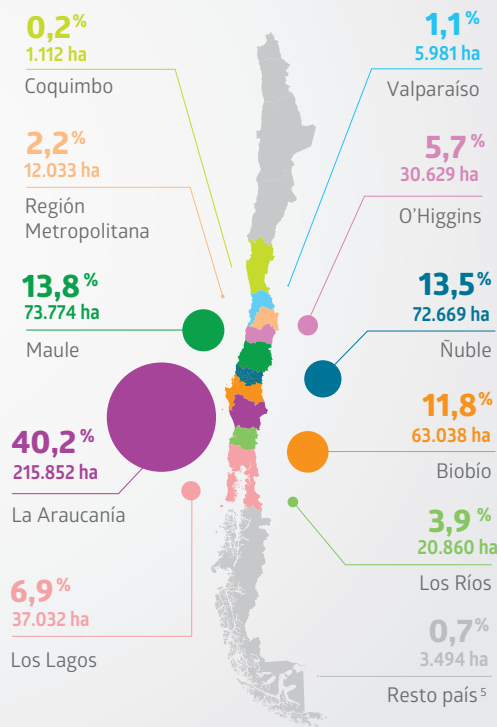 0,2%
1.112 ha
Coquimbo
1,1%
5.981 ha
Valparaíso
2,2%
12.033 ha
Región
Metropolitana
5,7%
30.629 ha
O'Higgins
13,8%
73.774 ha
Maule
13,5%
72.669 ha
Ñuble
40,2%
215.852 ha
La Araucanía
11,8%
63.038 ha
Biobío
3,9%
20.860 ha
Los Ríos
6,9%
37.032 ha
Los Lagos
0,7%
3.494 ha
Resto país⁵